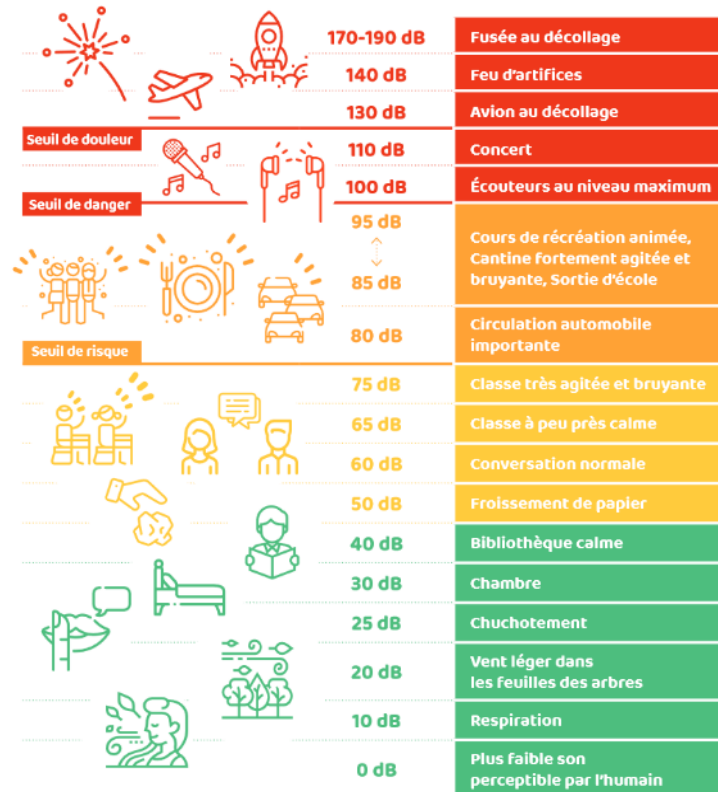 170-190 dB Fusée au décollage
140 dB Feu d'artifices
130 dB Avion au décollage
Seuil de douleur
110 dB Concert
100 dB Écouteurs au niveau maximum
Seuil de danger
95 dB
Cours de récréation animée,
Cantine fortement agitée et
bruyante, Sortie d'école
85 dB
80 dB Circulation automobile
importante
Seuil de risque
75 dB Classe très agitée et bruyante
65 dB Classe à peu près calme
60 dB Conversation normale
50 dB Froissement de papier
40 dB Bibliothèque calme
30 dB Chambre
25 dB Chuchotement
20 dB Vent léger dans
les feuilles des arbres
10 dB Respiration
0 dB Plus faible son
perceptible par l'humain